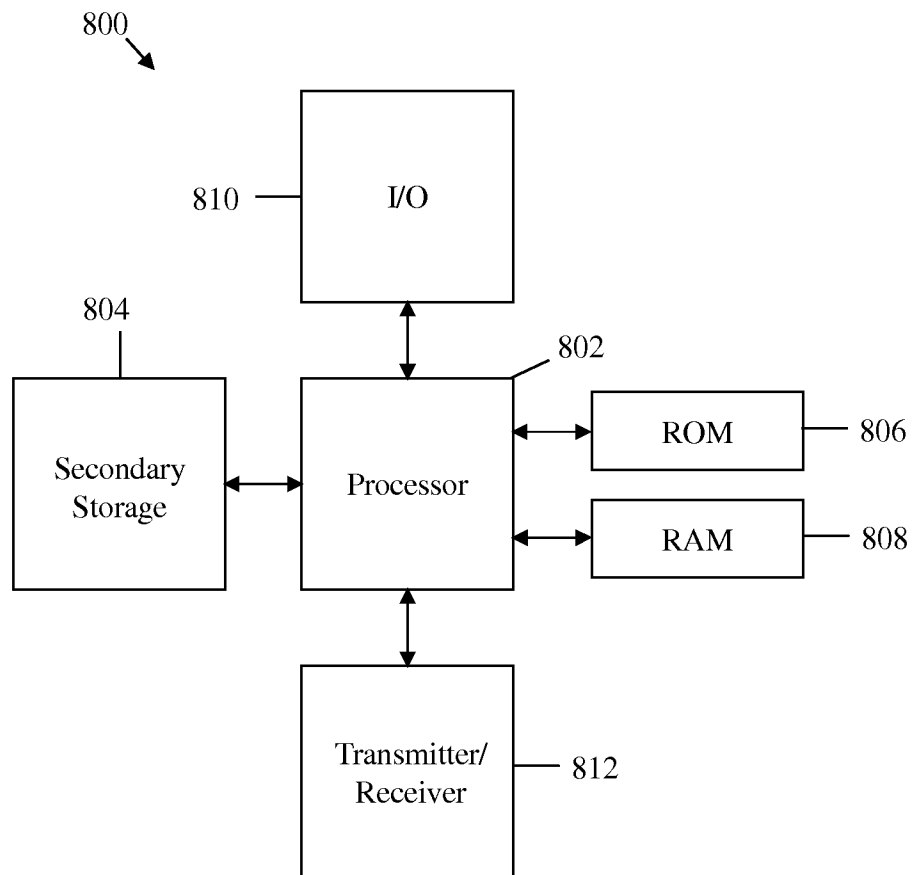 800
810
I/O
804
802
Secondary
Storage
Processor
ROM
806
RAM
808
Transmitter/
Receiver
812